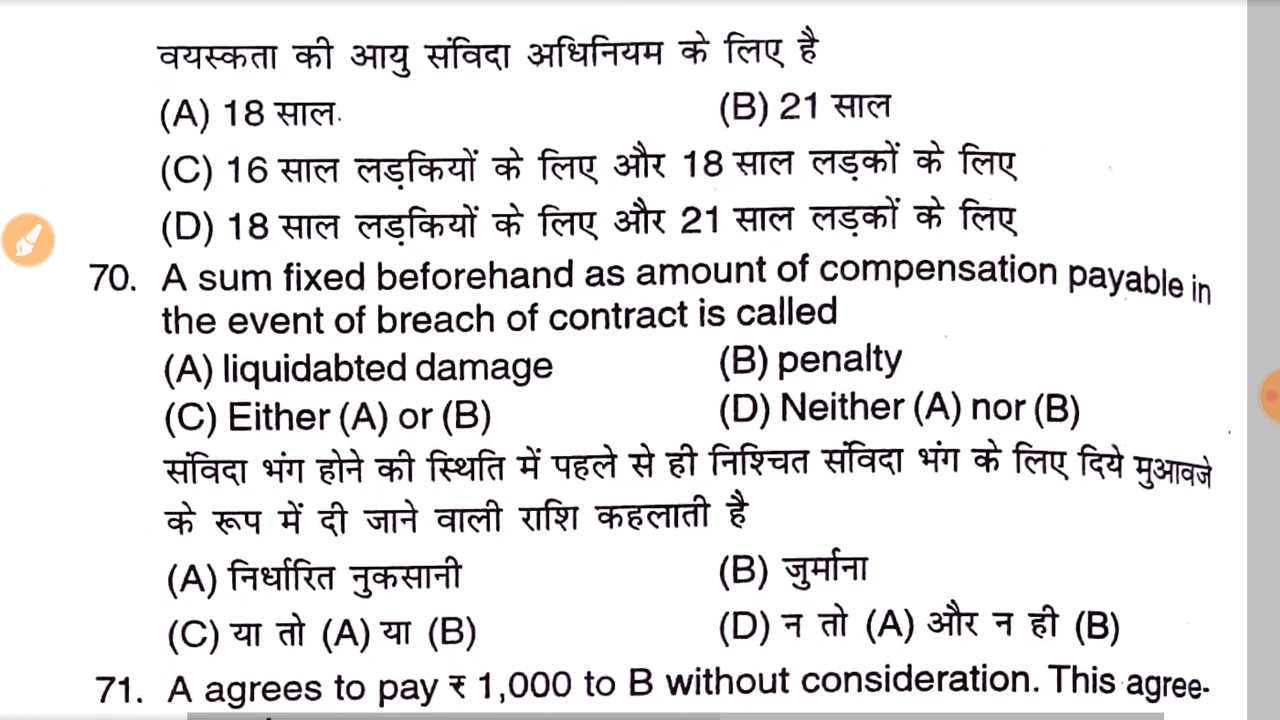 वयस्कता की आयु संविदा अधिनियम के लिए है
(A) 18 साल (B) 21 साल
(C) 16 साल लड़कियों के लिए और 18 साल लड़कों के लिए
(D) 18 साल लड़कियों के लिए और 21 साल लड़कों के लिए
70. A sum fixed beforehand as amount of compensation payable in
the event of breach of contract is called
(A) liquidabted damage (B) penalty
(C) Either (A) or (B) (D) Neither (A) nor (B)
संविदा भंग होने की स्थिति में पहले से ही निश्चित संविदा भंग के लिए दिये मुआवजे
के रूप में दी जाने वाली राशि कहलाती है
(A) निर्धारित नुकसानी (B) जुर्माना
(C) या तो (A) या (B) (D) न तो (A) और न ही (B)
71. A agrees to pay ₹ 1,000 to B without consideration. This agree-